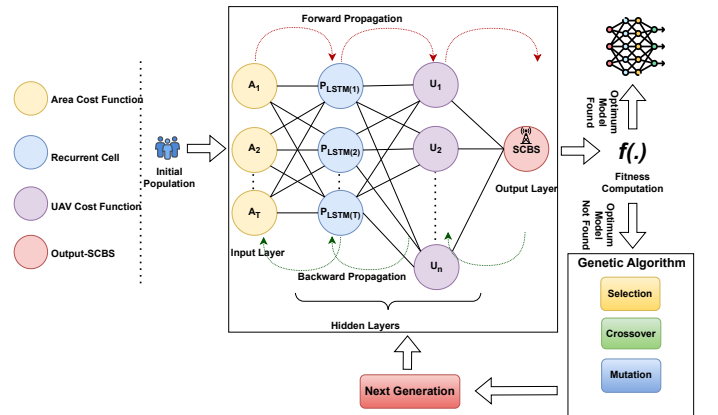 Forward Propagation
Area Cost Function
Recurrent Cell
UAV Cost Function
Output-SCBS
Initial
Population
A1
A2
AT
Input Layer
PLSTM(1)
PLSTM(2)
PLSTM(T)
U1
U2
Un
SCBS
Output Layer
Backward Propagation
Hidden Layers
Optimum
Model
Found
f(.)
Fitness
Computation
Optimum
Model
Not Found
Genetic Algorithm
Selection
Crossover
Mutation
Next Generation